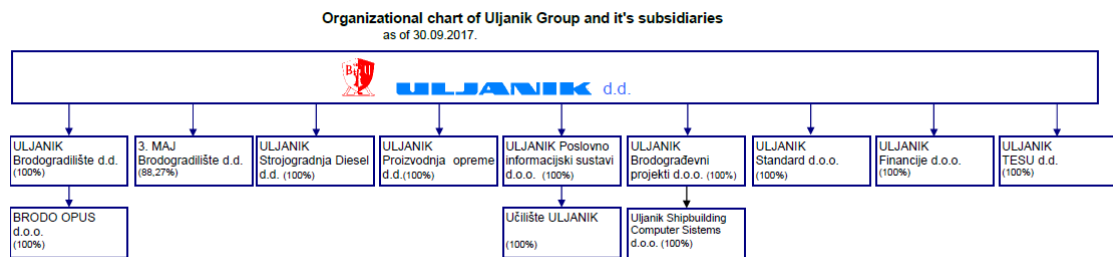 Organizational chart of Uljanik Group and it's subsidiaries
as of 30.09.2017.
ULJANIK d.d.
ULJANIK
Brodogradilište d.d.
(100%)
3. MAJ
Brodogradilište d.d.
(88,27%)
ULJANIK
Strojogradnja Diesel
d.d. (100%)
ULJANIK
Proizvodnja opreme
d.d.(100%)
ULJANIK Poslovno
informacijski sustavi
d.o.o. (100%)
ULJANIK
Brodograđevni
projekti d.o.o. (100%)
ULJANIK
Standard d.o.o.
(100%)
ULJANIK
Financije d.o.o.
(100%)
ULJANIK
TESU d.d.
(100%)
BRODO OPUS
d.o.o.
(100%)
Učilište ULJANIK
(100%)
Uljanik Shipbuilding
Computer Sistems
d.o.o. (100%)